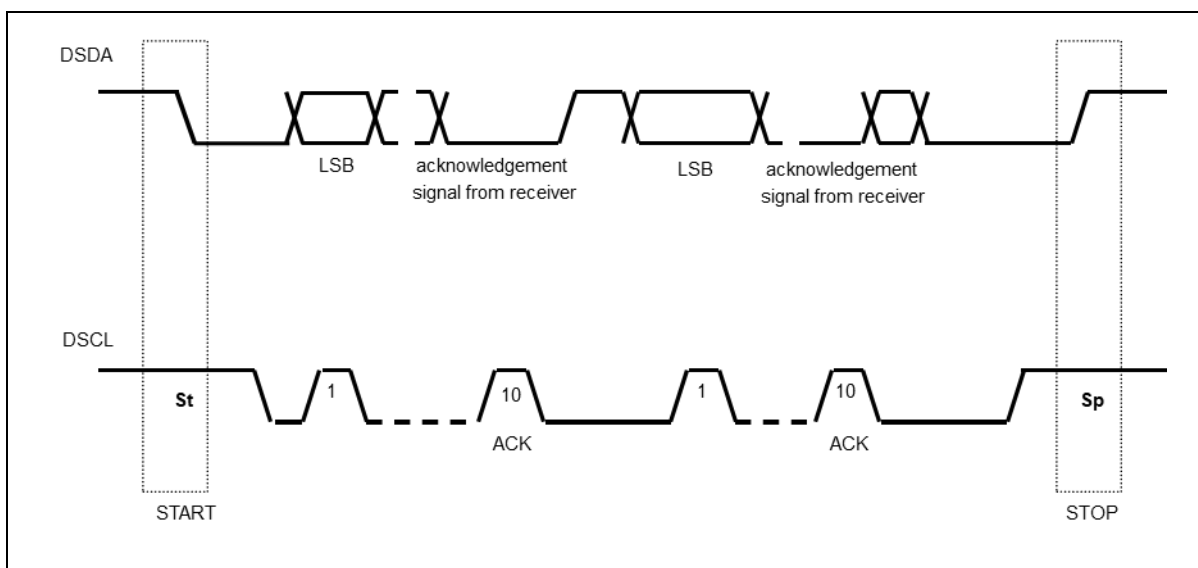 DSDA
LSB
acknowledgement
signal from receiver
LSB
acknowledgement
signal from receiver
DSCL
St
1
10
ACK
1
10
ACK
Sp
START
STOP